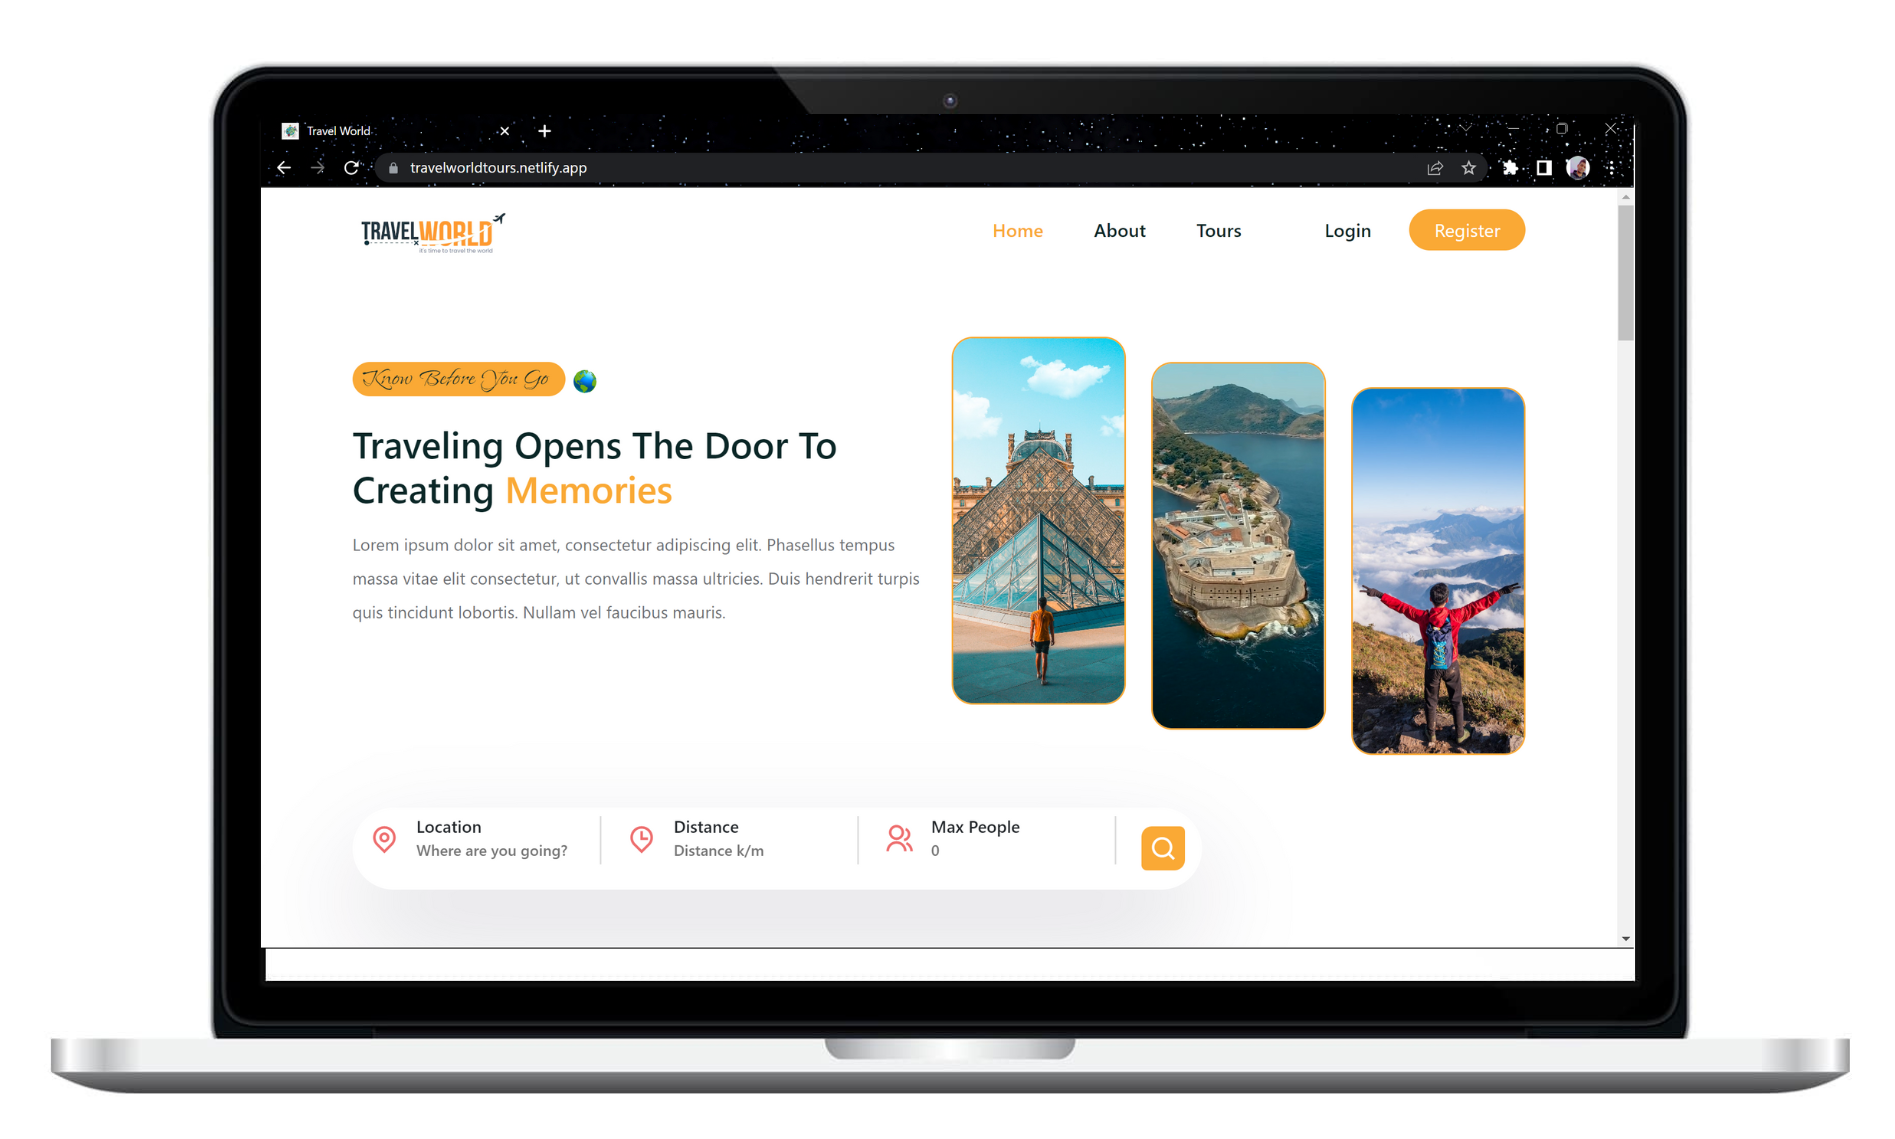 Travel World
travelworldtours.netlify.app
TRAVELWORLD
it's time to travel the world
Home
About
Tours
Login
Register
Know Before You Go
Traveling Opens The Door To
Creating Memories
Lorem ipsum dolor sit amet, consectetur adipiscing elit. Phasellus tempus
massa vitae elit consectetur, ut convallis massa ultricies. Duis hendrerit turpis
quis tincidunt lobortis. Nullam vel faucibus mauris.
Location
Where are you going?
Distance
Distance k/m
Max People
0